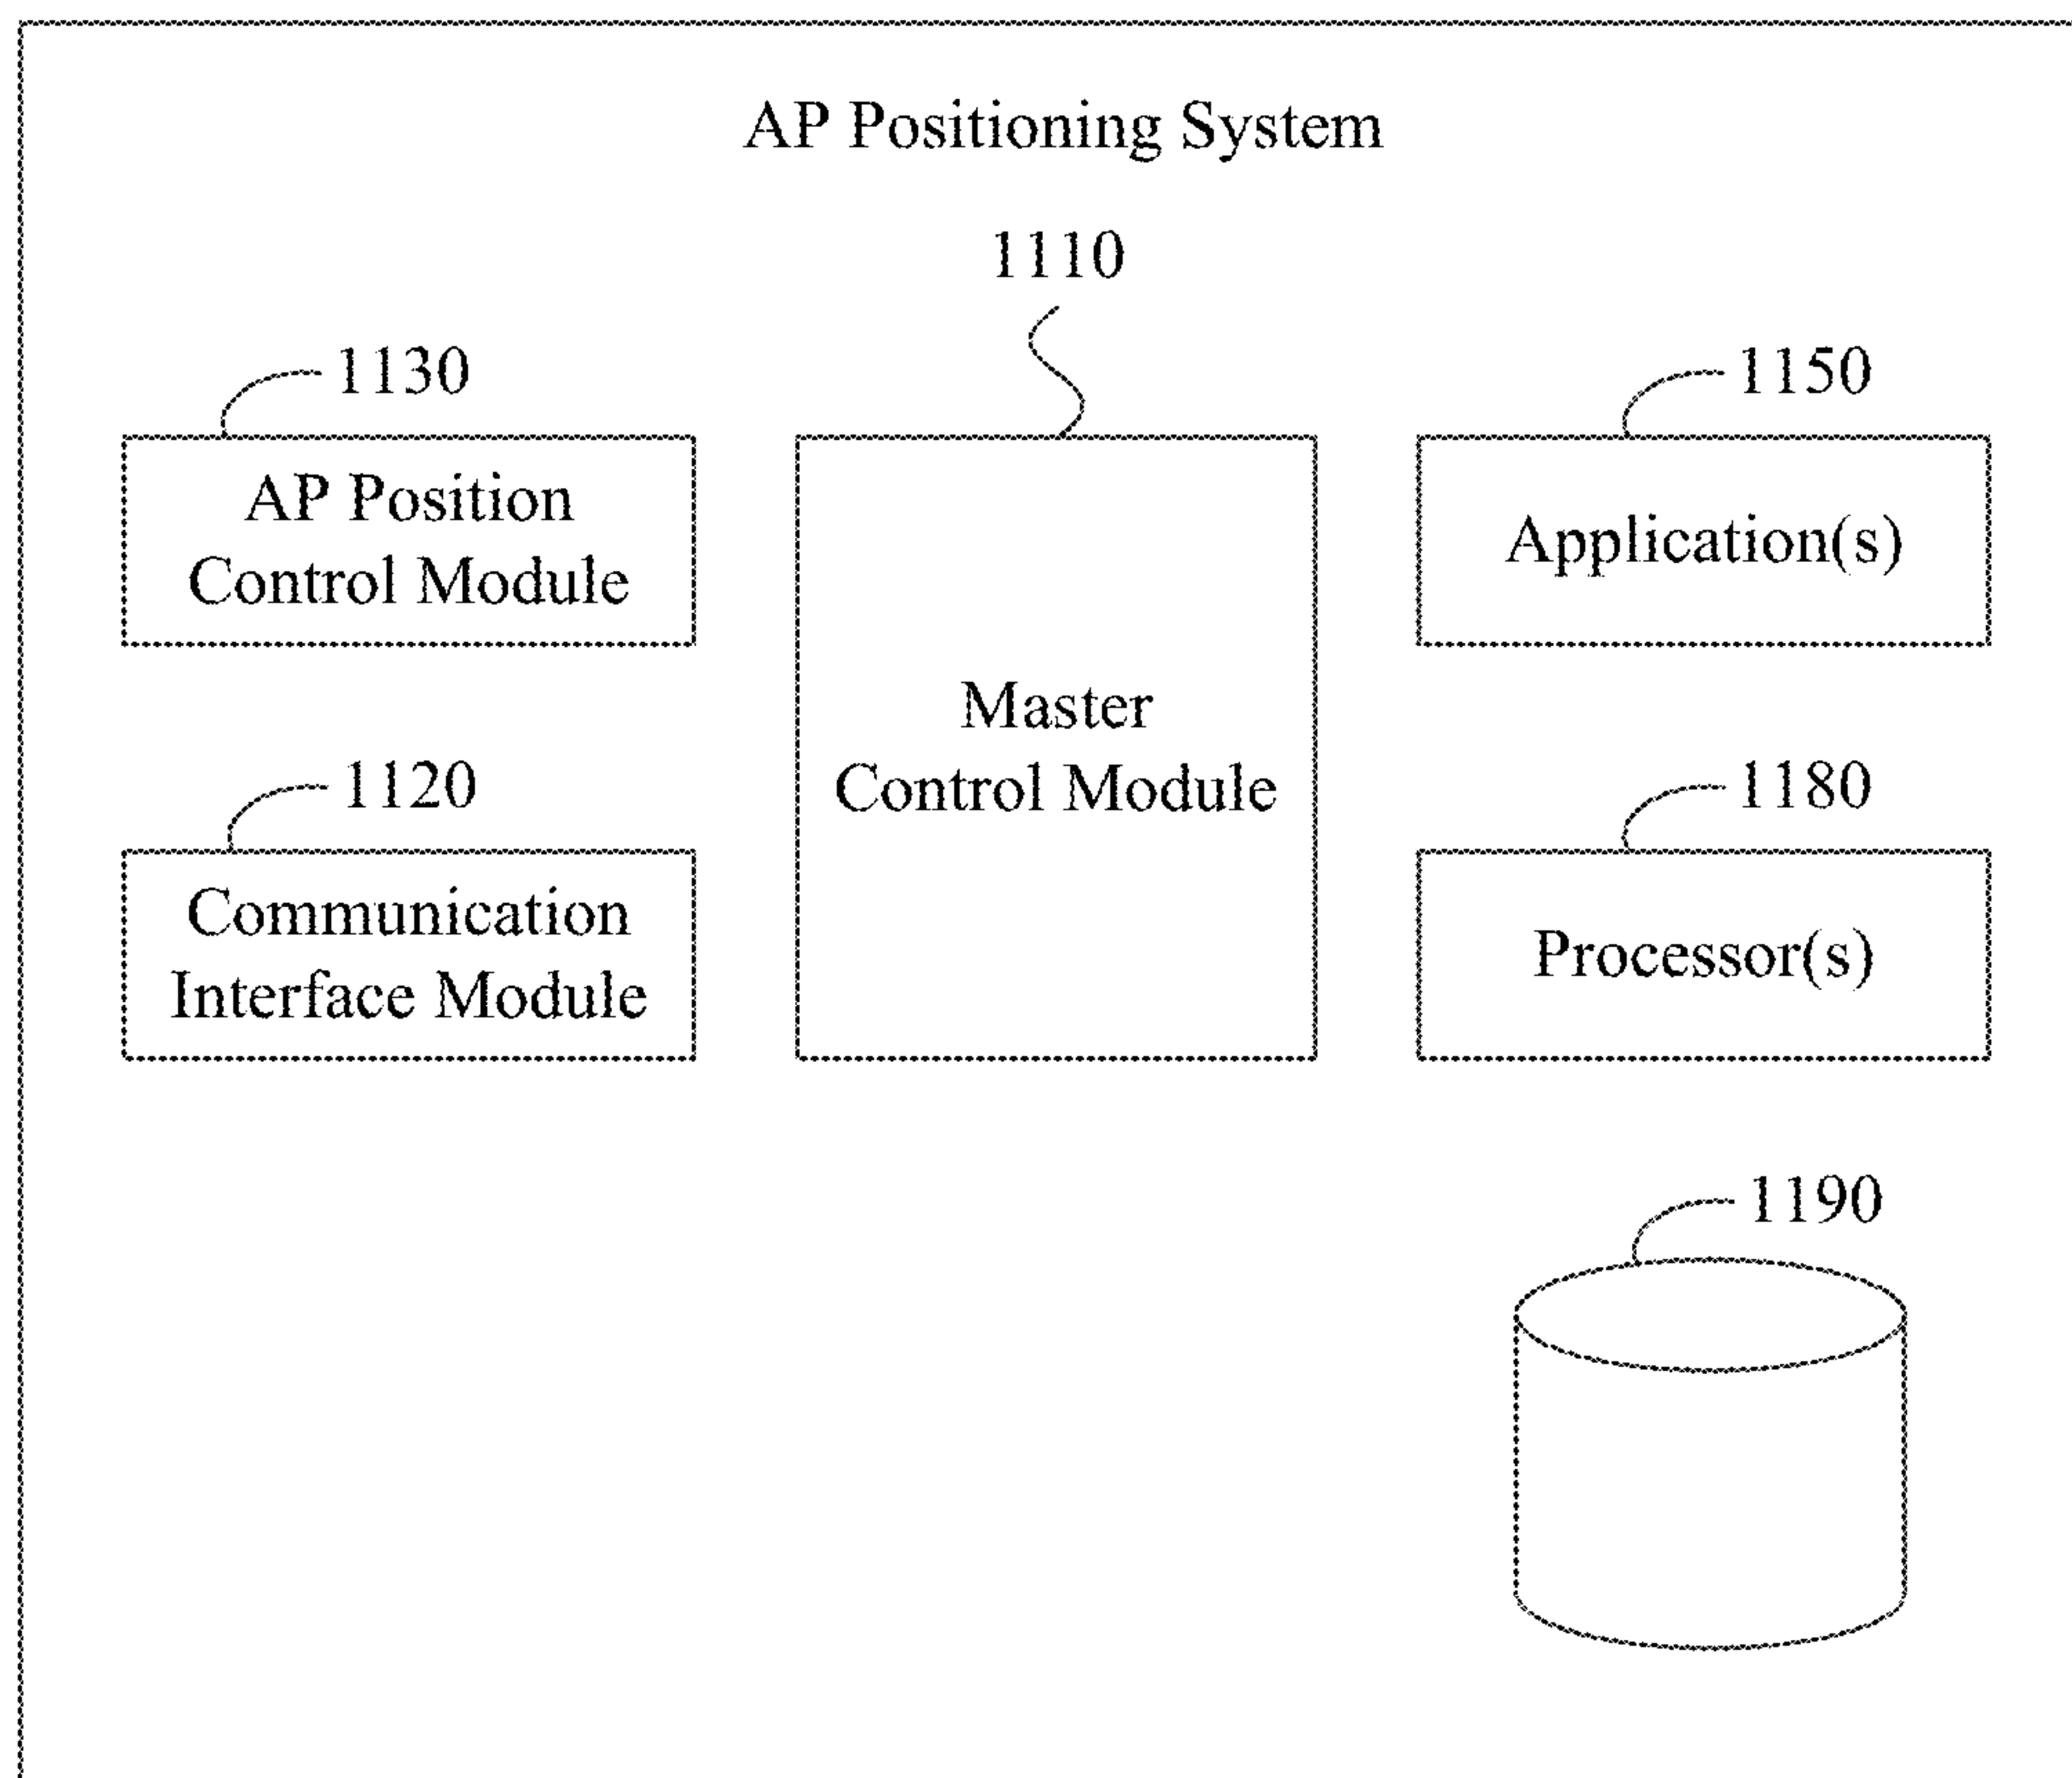 AP Positioning System
1110
1130
1150
AP Position
Control Module
Application(s)
Master
Control Module
1120
1180
Communication
Interface Module
Processor(s)
1190